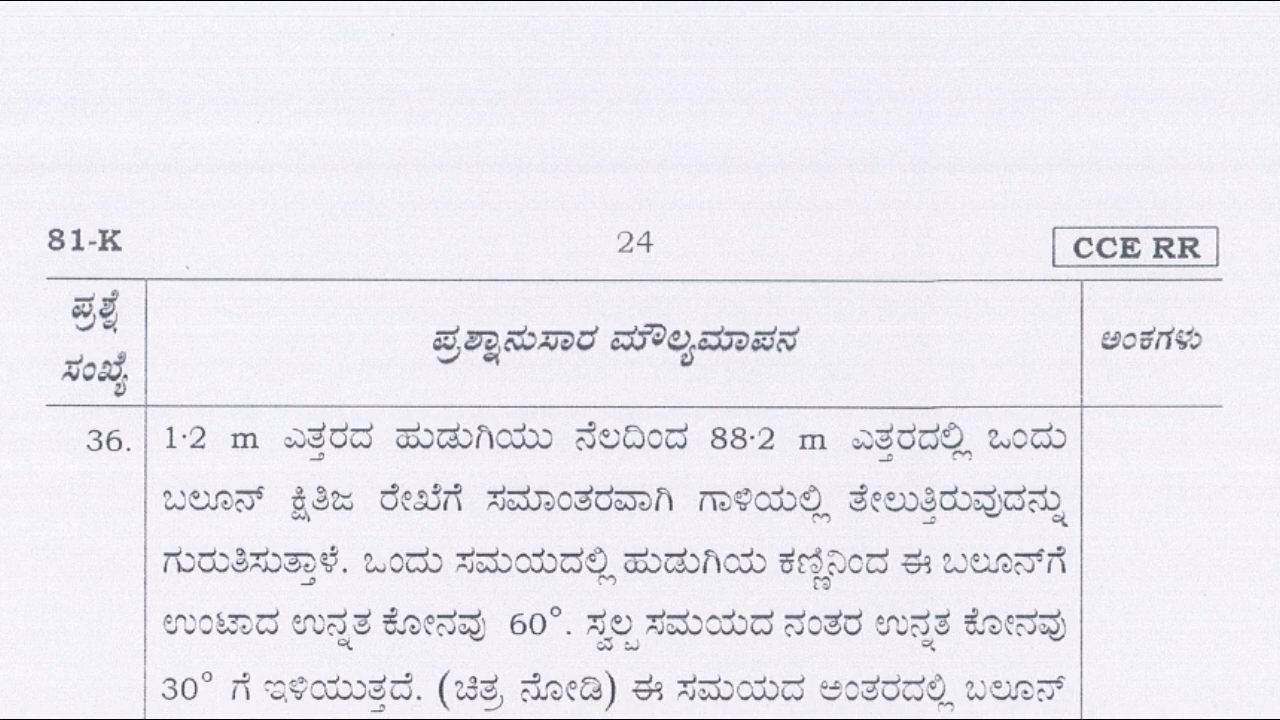 81-K 24 CCE RR
ಪ್ರಶ್ನೆ
ಸಂಖ್ಯೆ
ಪ್ರಶ್ನಾನುಸಾರ ಮೌಲ್ಯಮಾಪನ
ಅಂಕಗಳು
36. 1·2 m ಎತ್ತರದ ಹುಡುಗಿಯು ನೆಲದಿಂದ 88·2 m ಎತ್ತರದಲ್ಲಿ ಒಂದು
ಬಲೂನ್ ಕ್ಷಿತಿಜ ರೇಖೆಗೆ ಸಮಾಂತರವಾಗಿ ಗಾಳಿಯಲ್ಲಿ ತೇಲುತ್ತಿರುವುದನ್ನು
ಗುರುತಿಸುತ್ತಾಳೆ. ಒಂದು ಸಮಯದಲ್ಲಿ ಹುಡುಗಿಯ ಕಣ್ಣಿನಿಂದ ಈ ಬಲೂನ್‌ಗೆ
ಉಂಟಾದ ಉನ್ನತ ಕೋನವು 60°. ಸ್ವಲ್ಪ ಸಮಯದ ನಂತರ ಉನ್ನತ ಕೋನವು
30° ಗೆ ಇಳಿಯುತ್ತದೆ. (ಚಿತ್ರ ನೋಡಿ) ಈ ಸಮಯದ ಅಂತರದಲ್ಲಿ ಬಲೂನ್